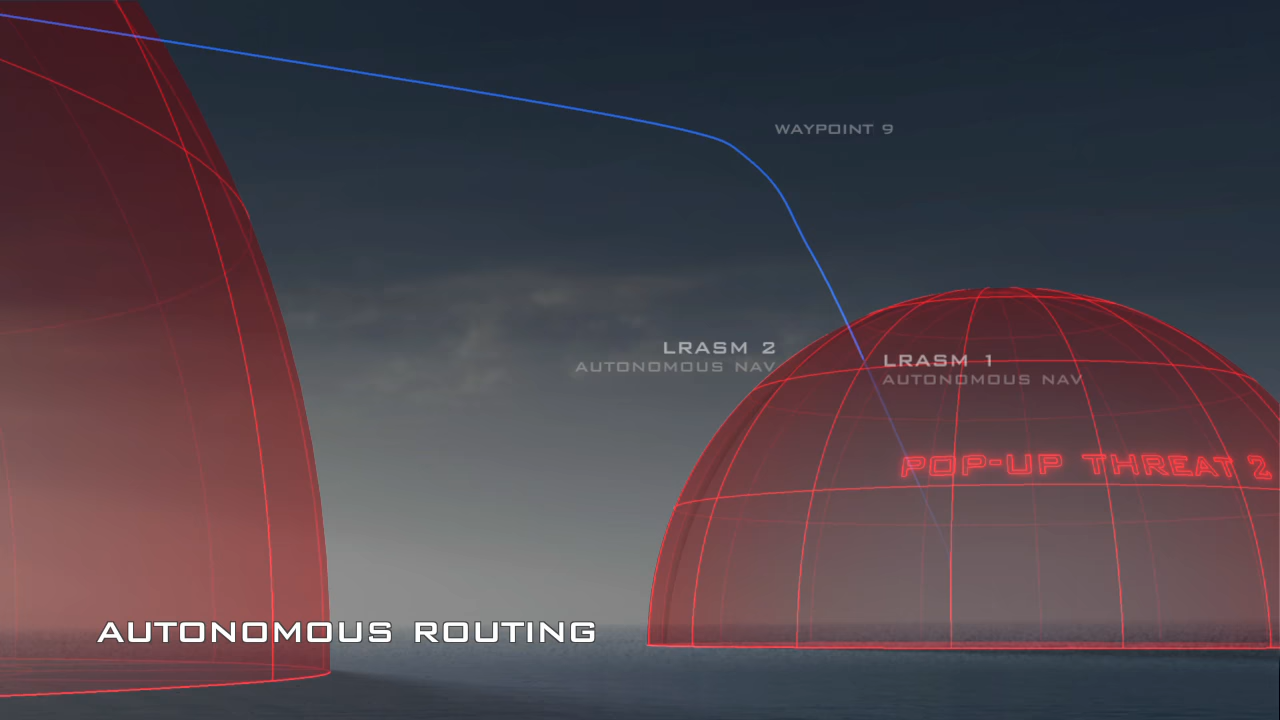 WAYPOINT 9
LRASM 2
AUTONOMOUS NAV
LRASM 1
AUTONOMOUS NAV
POP-UP THREAT 2
AUTONOMOUS ROUTING